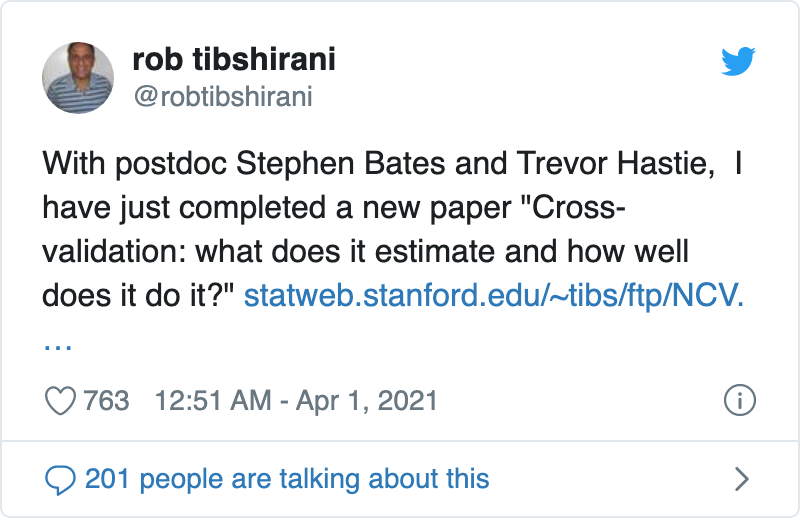 rob tibshirani
@robtibshirani
With postdoc Stephen Bates and Trevor Hastie,  I
have just completed a new paper "Cross-
validation: what does it estimate and how well
does it do it?" statweb.stanford.edu/~tibs/ftp/NCV.
…
763 12:51 AM - Apr 1, 2021
201 people are talking about this